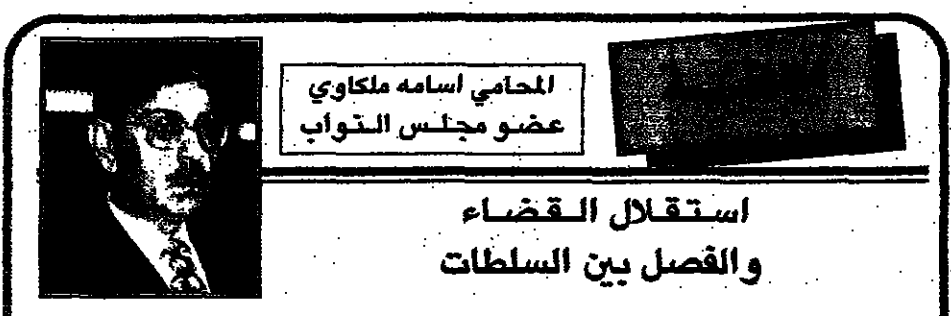 المحامي اسامه ملكاوي
عضو مجلس النواب
استقلال القضاء
والفصل بين السلطات